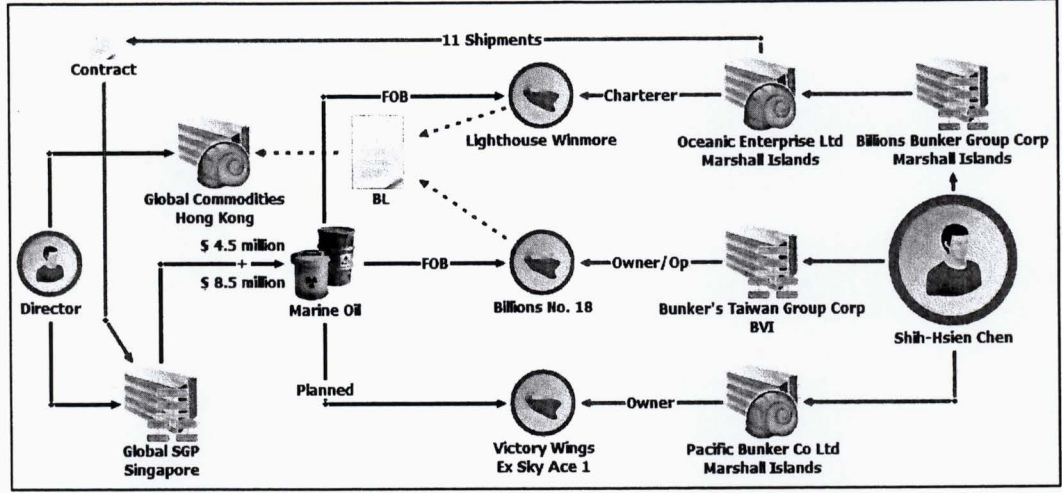 11 Shipments
Contract
FOB
Charterer
Lighthouse Winmore
Oceanic Enterprise Ltd
Marshall Islands
Billions Bunker Group Corp
Marshall Islands
BL
Global Commodities
Hong Kong
$ 4.5 million
+
$ 8.5 million
Director
Marine Oil
FOB
Billions No. 18
Owner/Op
Bunker's Taiwan Group Corp
BVI
Shih-Hsien Chen
Planned
Global SGP
Singapore
Victory Wings
Ex Sky Ace 1
Owner
Pacific Bunker Co Ltd
Marshall Islands